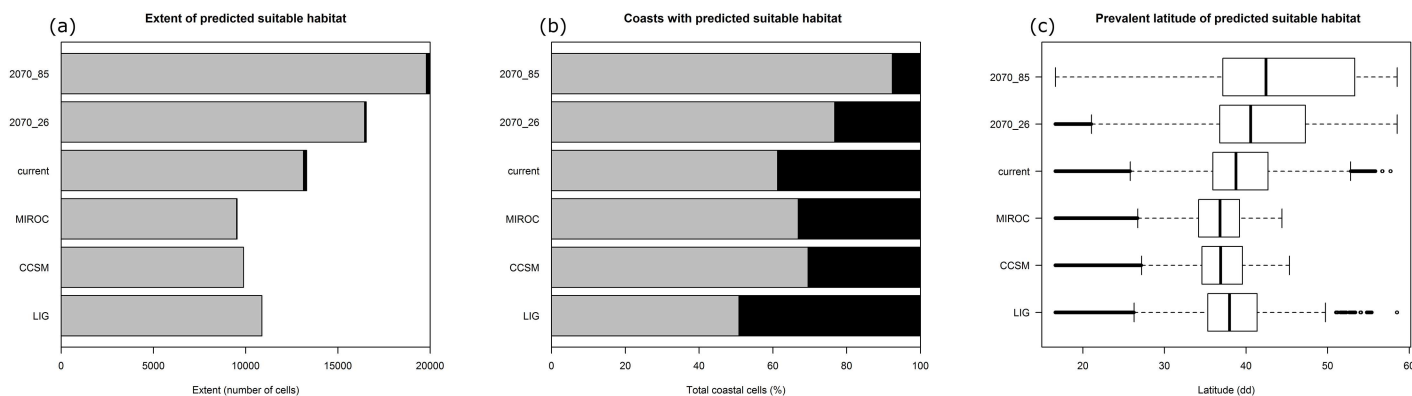 (a)
Extent of predicted suitable habitat
2070_85
2070_26
current
MIROC
CCSM
LIG
0 5000 10000 15000 20000
Extent (number of cells)
(b)
Coasts with predicted suitable habitat
2070_85
2070_26
current
MIROC
CCSM
LIG
0 20 40 60 80 100
Total coastal cells (%)
(c)
Prevalent latitude of predicted suitable habitat
2070_85
2070_26
current
MIROC
CCSM
LIG
20 30 40 50 60
Latitude (dd)